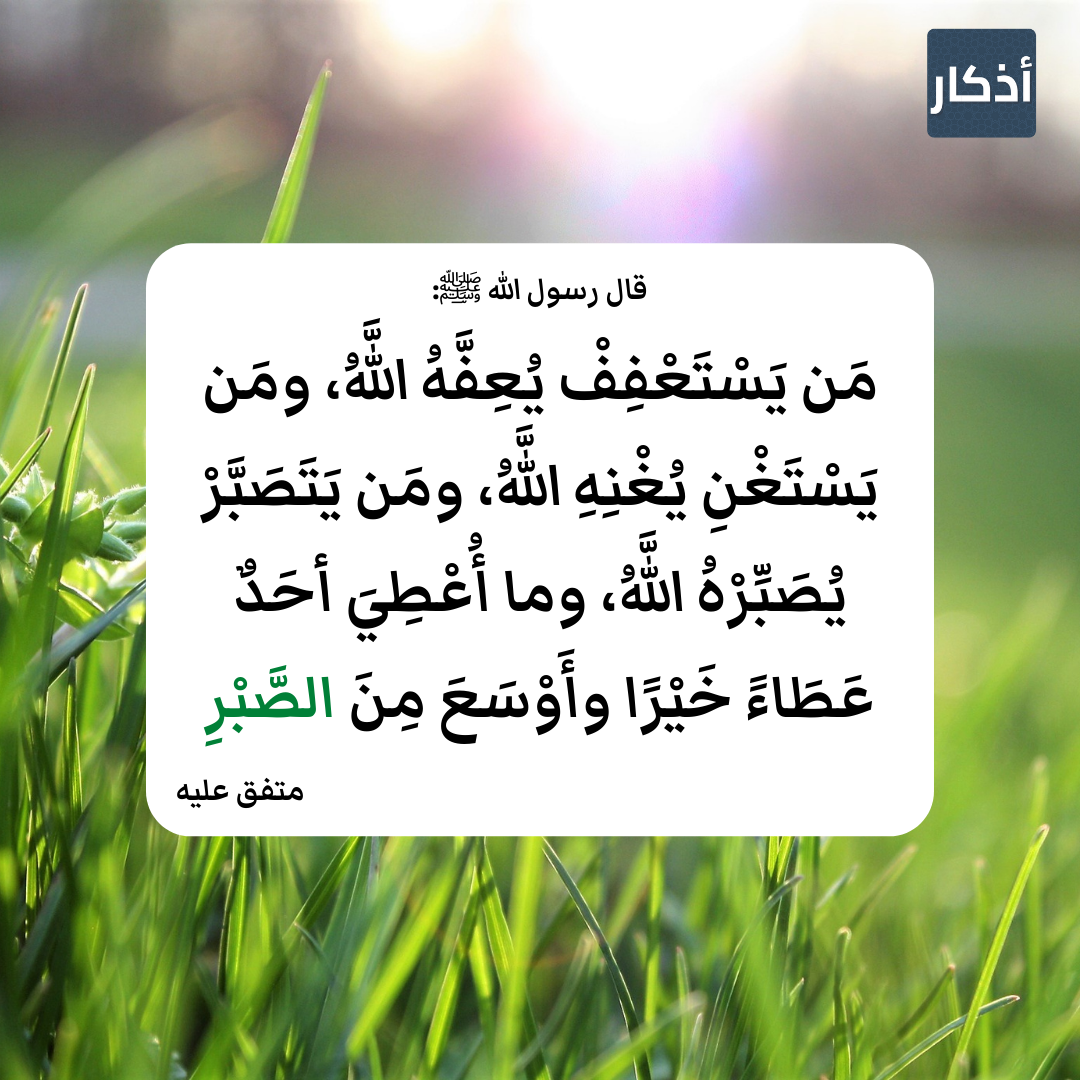 أذكار
قال رسول الله ﷺ:
مَن يَسْتَعْفِفْ يُعِفَّهُ اللَّهُ، ومَن
يَسْتَغْنِ يُغْنِهِ اللَّهُ، ومَن يَتَصَبَّرْ
يُصَبِّرْهُ اللَّهُ، وما أُعْطِيَ أحَدٌ
عَطَاءً خَيْرًا وأَوْسَعَ مِنَ الصَّبْرِ
متفق عليه